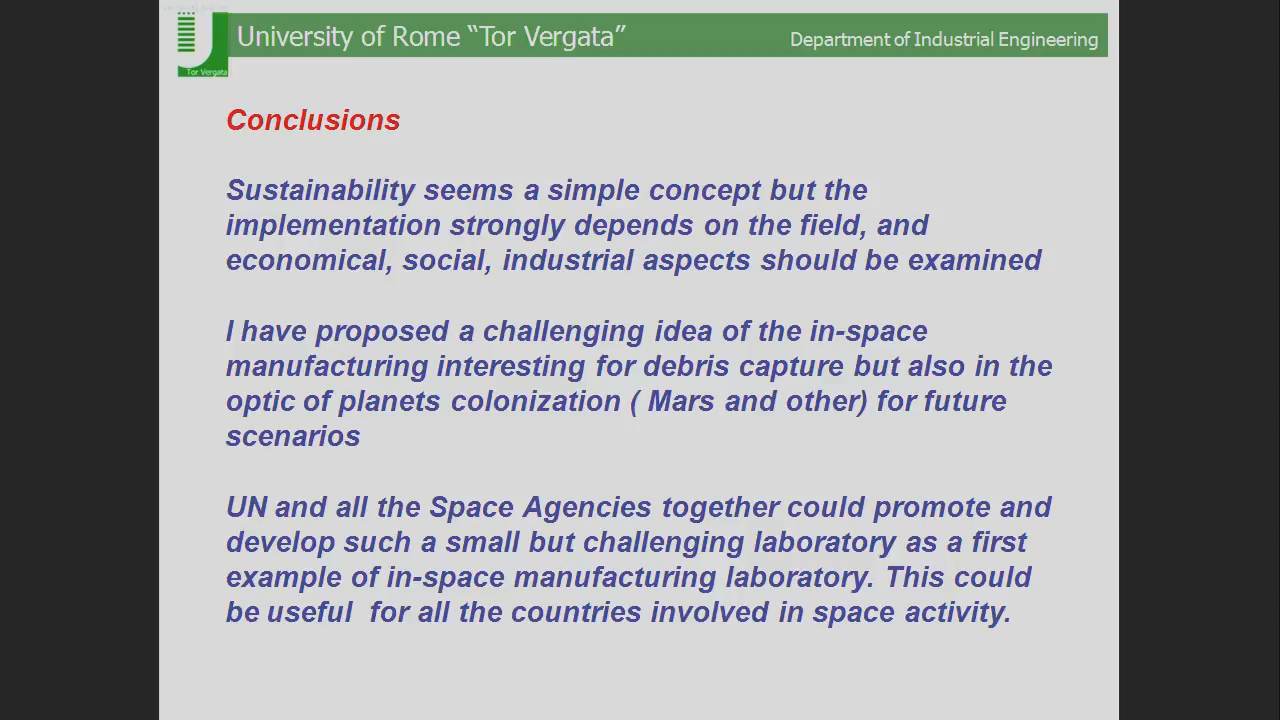 University of Rome “Tor Vergata”
Department of Industrial Engineering
Tor Vergata
Conclusions
Sustainability seems a simple concept but the
implementation strongly depends on the field, and
economical, social, industrial aspects should be examined
I have proposed a challenging idea of the in-space
manufacturing interesting for debris capture but also in the
optic of planets colonization ( Mars and other) for future
scenarios
UN and all the Space Agencies together could promote and
develop such a small but challenging laboratory as a first
example of in-space manufacturing laboratory. This could
be useful  for all the countries involved in space activity.